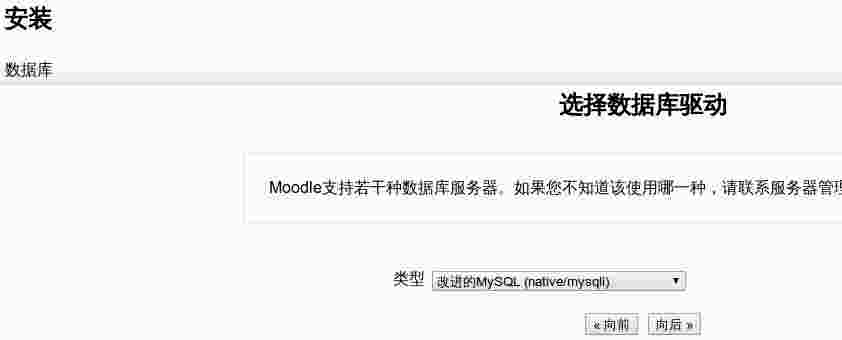 安装
数据库
选择数据库驱动
Moodle支持若干种数据库服务器。如果您不知道该使用哪一种，请联系服务器管理
类型 改进的MySQL (native/mysqli)
« 向前 向后 »